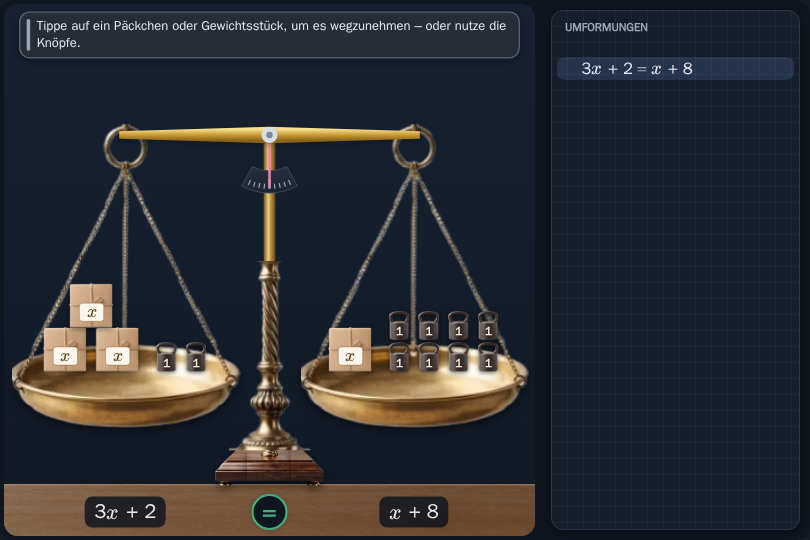 Tippe auf ein Päckchen oder Gewichtsstück, um es wegzunehmen – oder nutze die
Knöpfe.
UMFORMUNGEN
3x + 2 = x + 8
x
x x 1 1
1 1 1 1
x 1 1 1 1
3x + 2 = x + 8